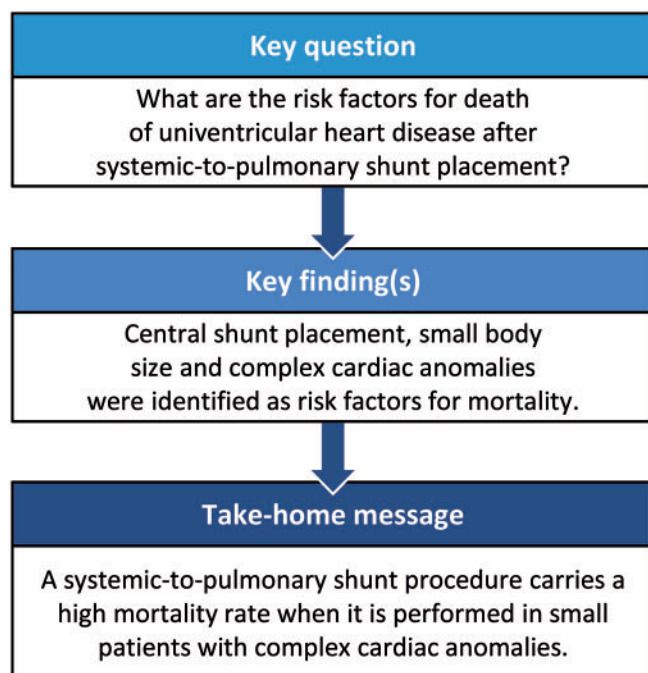 Key question
What are the risk factors for death
of univentricular heart disease after
systemic-to-pulmonary shunt placement?
Key finding(s)
Central shunt placement, small body
size and complex cardiac anomalies
were identified as risk factors for mortality.
Take-home message
A systemic-to-pulmonary shunt procedure carries a
high mortality rate when it is performed in small
patients with complex cardiac anomalies.